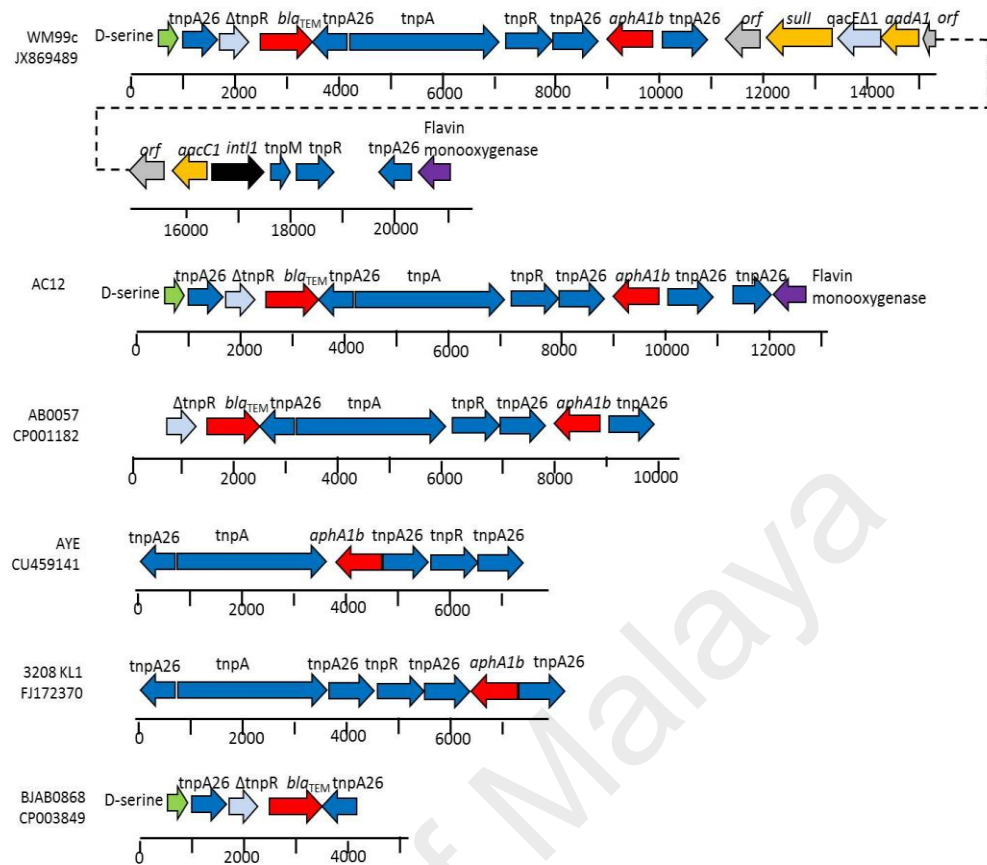 tnpA26 ΔtnpR blaTEM tnpA26 tnpA tnpR tnpA26 aphA1b tnpA26 orf sulI qacEΔ1 aadA1 orf
WM99c D-serine
JX869489
0 2000 4000 6000 8000 10000 12000 14000
orf aacC1 intI1 tnpM tnpR tnpA26 Flavin
monooxygenase
16000 18000 20000
tnpA26 ΔtnpR blaTEM tnpA26 tnpA tnpR tnpA26 aphA1b tnpA26 tnpA26 Flavin
AC12 D-serine monooxygenase
0 2000 4000 6000 8000 10000 12000
ΔtnpR blaTEM tnpA26 tnpA tnpR tnpA26 aphA1b tnpA26
AB0057
CP001182
0 2000 4000 6000 8000 10000
AYE
tnpA26 tnpA aphA1b tnpA26 tnpR tnpA26
CU459141
0 2000 4000 6000
tnpA26 tnpA tnpA26 tnpR tnpA26 aphA1b tnpA26
3208 KL1
FJ172370
0 2000 4000 6000
tnpA26 ΔtnpR blaTEM tnpA26
BJAB0868 D-serine
CP003849
0 2000 4000
of Malaya